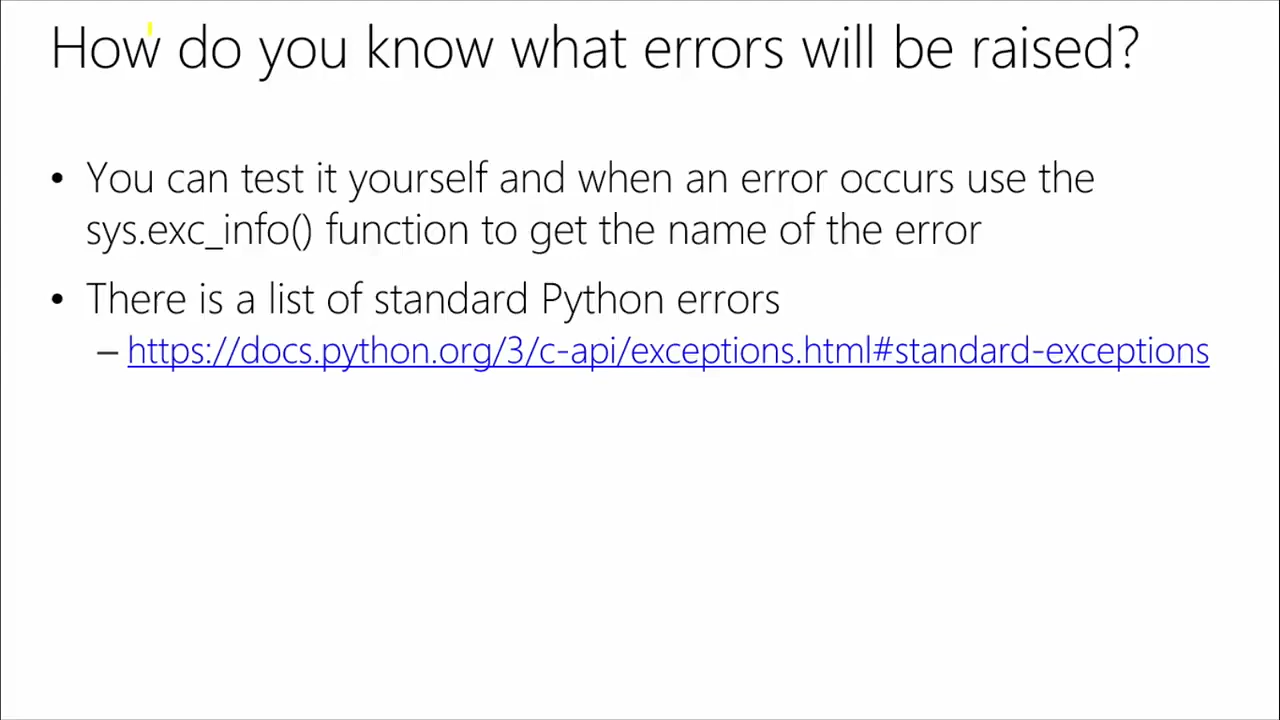 How do you know what errors will be raised?
• You can test it yourself and when an error occurs use the
sys.exc_info() function to get the name of the error
• There is a list of standard Python errors
– https://docs.python.org/3/c-api/exceptions.html#standard-exceptions